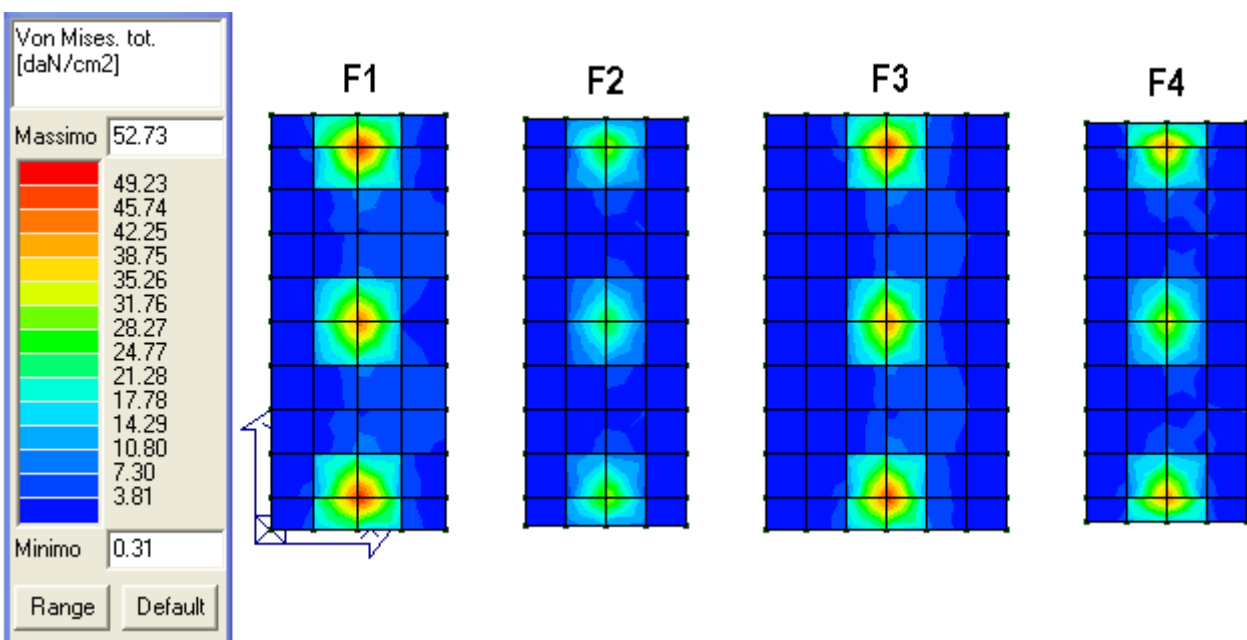 Von Mises. tot.
[daN/cm2]
Massimo 52.73
49.23
45.74
42.25
38.75
35.26
31.76
28.27
24.77
21.28
17.78
14.29
10.80
7.30
3.81
Minimo 0.31
Range Default
F1 F2 F3 F4